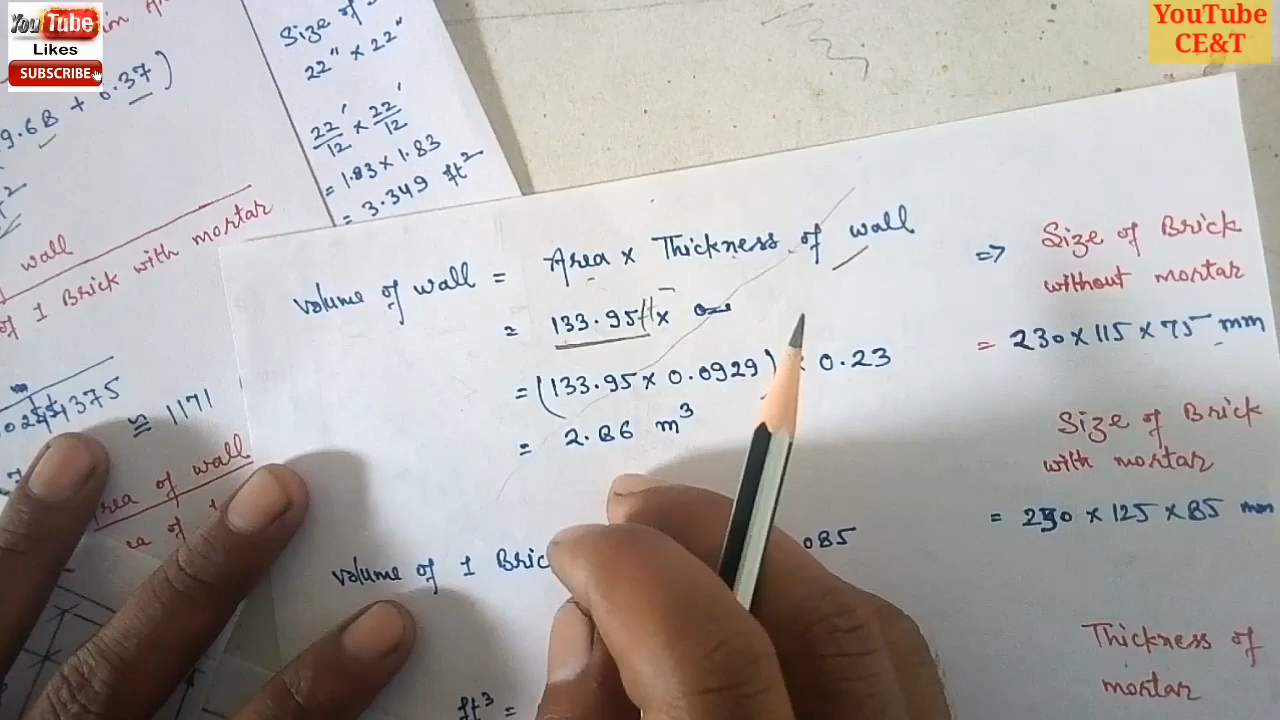 YouTube
Likes
SUBSCRIBE
YouTube
CE&T
9.68 + 0.37)
wall
of 1 Brick with mortar
≅ 1171
Area of wall
Size of
22" × 22"
22'/12 × 22'/12
= 1.83 × 1.83
= 3.349 ft²
Volume of wall = Area × Thickness of wall
= 133.95 ft² ×
= (133.95 × 0.0929) × 0.23
= 2.86 m³
Volume of 1 Bric
085
ft³ =
=> Size of Brick
without mortar
= 230 × 115 × 75 mm
Size of Brick
with mortar
= 240 × 125 × 85 mm
Thickness of
mortar